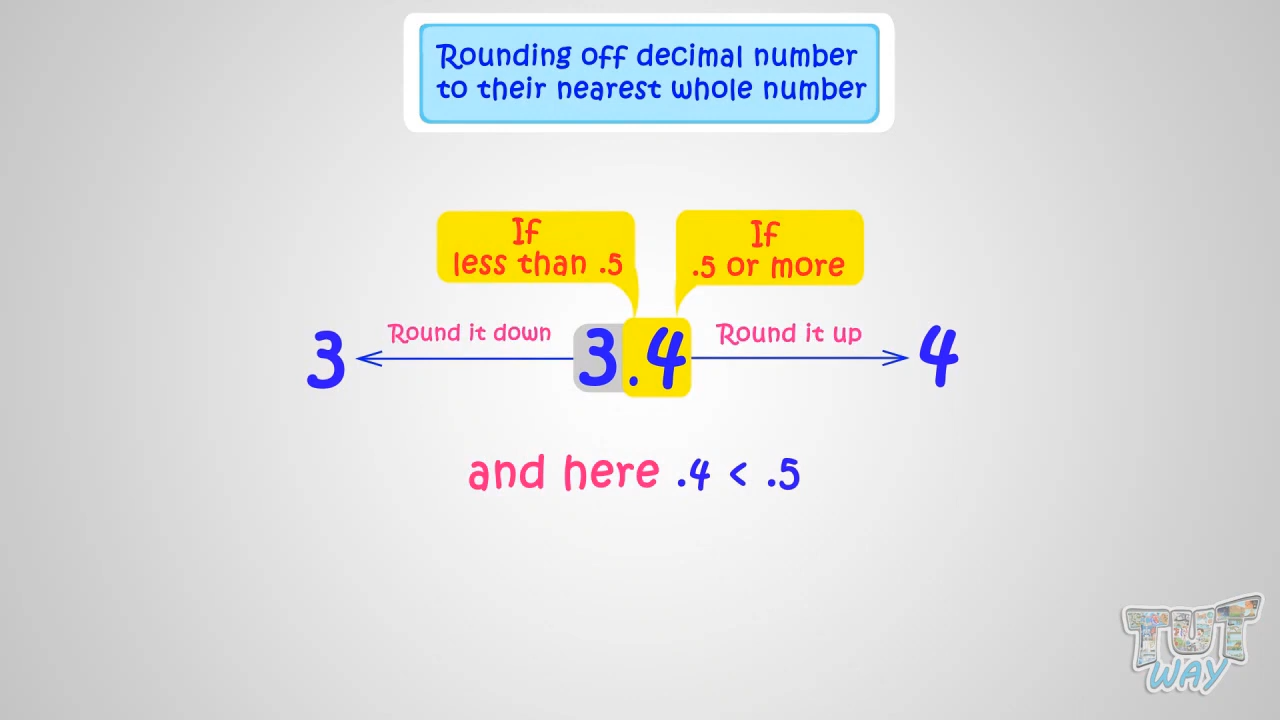 Rounding off decimal number
to their nearest whole number
If
less than .5
If
.5 or more
3
Round it down
3.4
Round it up
4
and here .4 < .5
TUT
WAY